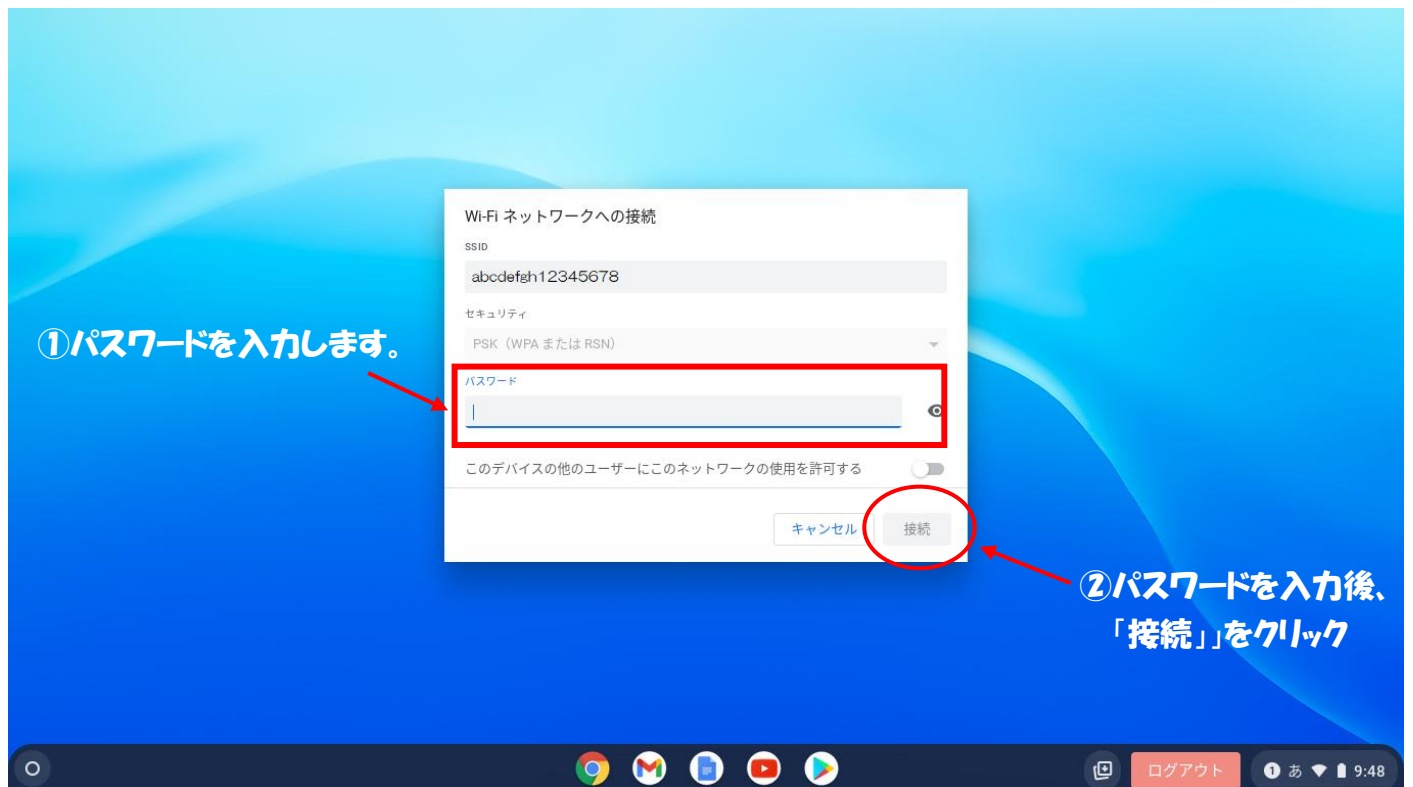 Wi-Fi ネットワークへの接続
SSID
abcdefgh12345678
セキュリティ
PSK（WPA または RSN）
①パスワードを入力します。
パスワード
このデバイスの他のユーザーにこのネットワークの使用を許可する
キャンセル
接続
②パスワードを入力後、
「接続」」をクリック
ログアウト
1 あ 9:48